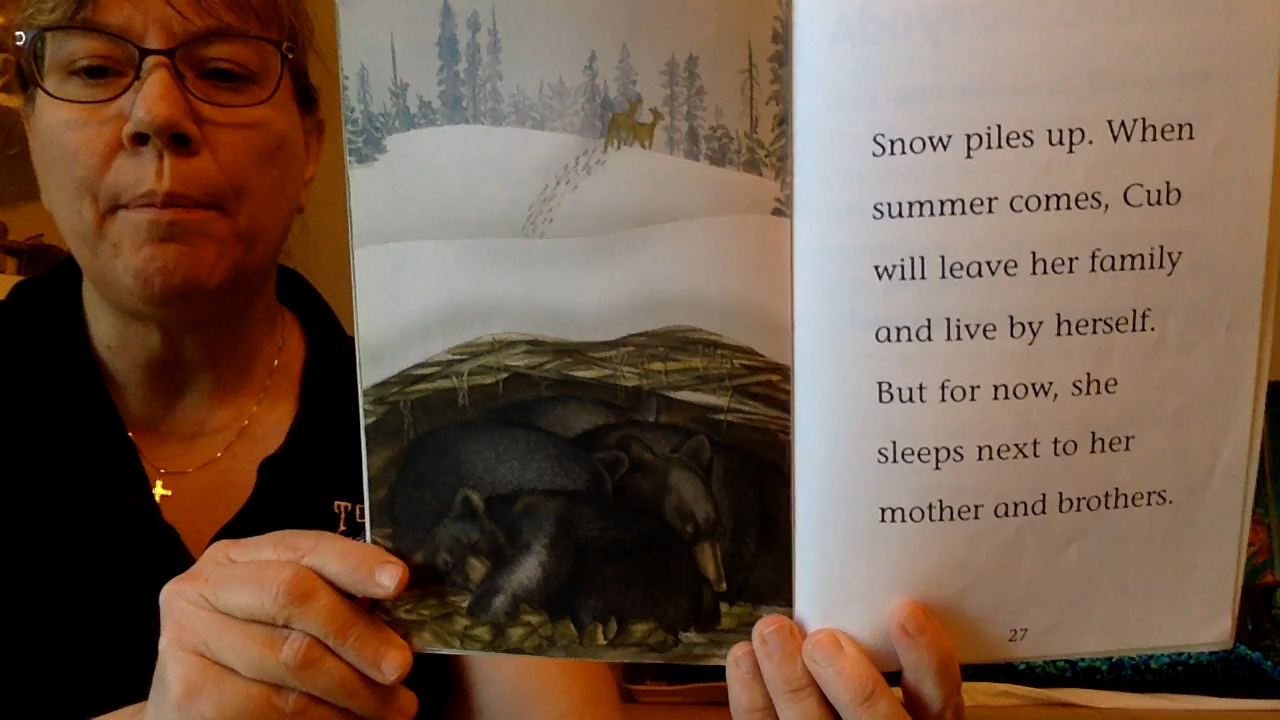 Snow piles up. When
summer comes, Cub
will leave her family
and live by herself.
But for now, she
sleeps next to her
mother and brothers.
27